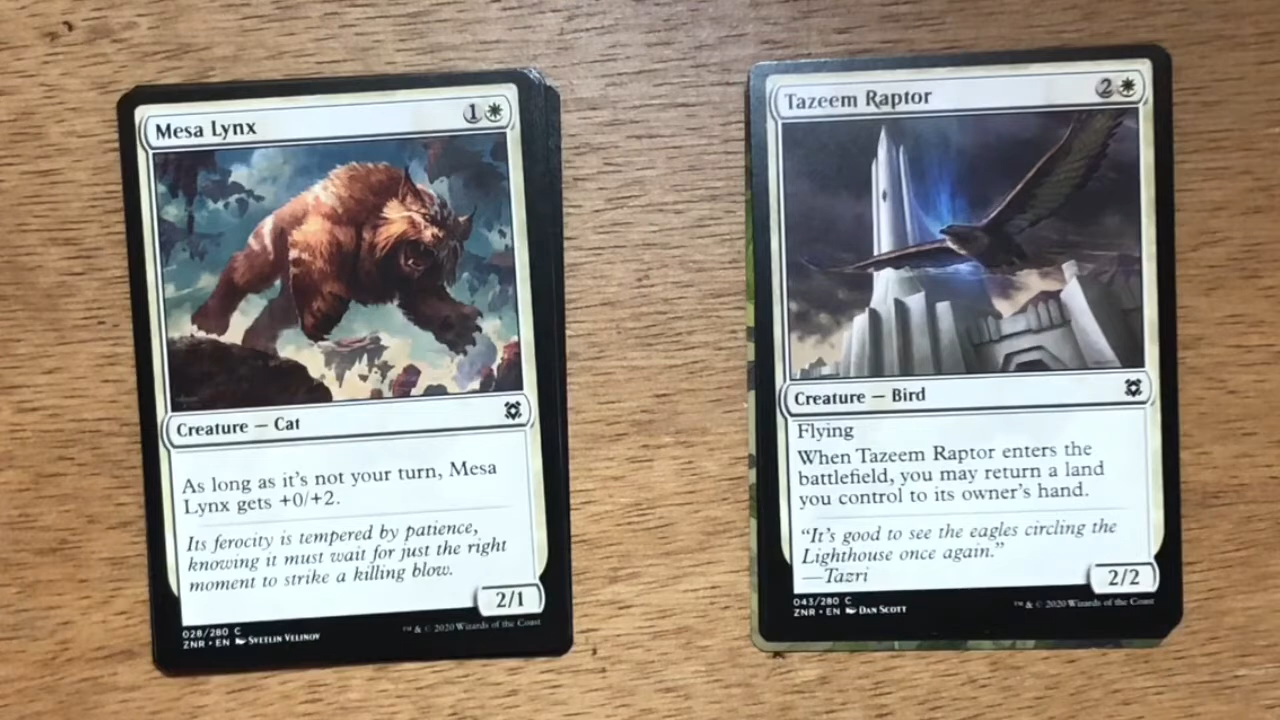 Mesa Lynx
1
Creature — Cat
As long as it's not your turn, Mesa
Lynx gets +0/+2.
Its ferocity is tempered by patience,
knowing it must wait for just the right
moment to strike a killing blow.
2/1
028/280 C
ZNR • EN Svetlin Velinov
™ & © 2020 Wizards of the Coast
Tazeem Raptor
2
Creature — Bird
Flying
When Tazeem Raptor enters the
battlefield, you may return a land
you control to its owner's hand.
“It's good to see the eagles circling the
Lighthouse once again.”
—Tazri
2/2
043/280 C
ZNR • EN Dan Scott
™ & © 2020 Wizards of the Coast